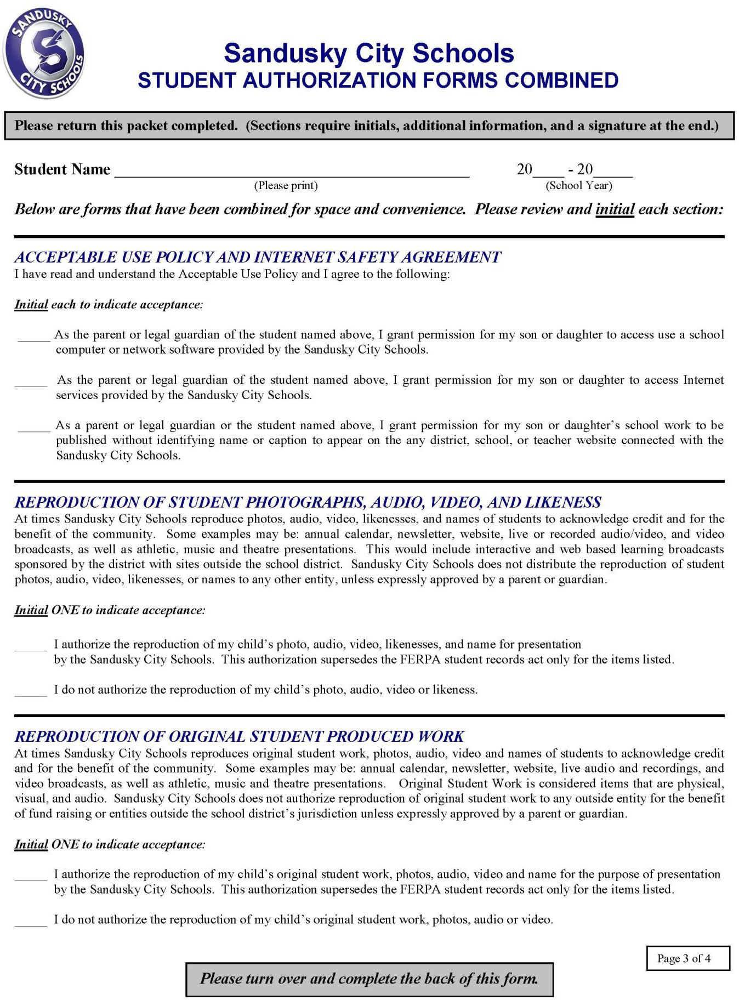 SANDUSKY
CITY SCHOOLS
S
Sandusky City Schools
STUDENT AUTHORIZATION FORMS COMBINED
Please return this packet completed.  (Sections require initials, additional information, and a signature at the end.)
Student Name ______________________________ 20____ - 20_____
(Please print) (School Year)
Below are forms that have been combined for space and convenience.  Please review and initial each section:
ACCEPTABLE USE POLICY AND INTERNET SAFETY AGREEMENT
I have read and understand the Acceptable Use Policy and I agree to the following:
Initial each to indicate acceptance:
_____ As the parent or legal guardian of the student named above, I grant permission for my son or daughter to access use a school
computer or network software provided by the Sandusky City Schools.
_____ As the parent or legal guardian of the student named above, I grant permission for my son or daughter to access Internet
services provided by the Sandusky City Schools.
_____ As a parent or legal guardian or the student named above, I grant permission for my son or daughter’s school work to be
published without identifying name or caption to appear on the any district, school, or teacher website connected with the
Sandusky City Schools.
REPRODUCTION OF STUDENT PHOTOGRAPHS, AUDIO, VIDEO, AND LIKENESS
At times Sandusky City Schools reproduce photos, audio, video, likenesses, and names of students to acknowledge credit and for the
benefit of the community.  Some examples may be: annual calendar, newsletter, website, live or recorded audio/video, and video
broadcasts, as well as athletic, music and theatre presentations.  This would include interactive and web based learning broadcasts
sponsored by the district with sites outside the school district.  Sandusky City Schools does not distribute the reproduction of student
photos, audio, video, likenesses, or names to any other entity, unless expressly approved by a parent or guardian.
Initial ONE to indicate acceptance:
_____ I authorize the reproduction of my child’s photo, audio, video, likenesses, and name for presentation
by the Sandusky City Schools.  This authorization supersedes the FERPA student records act only for the items listed.
_____ I do not authorize the reproduction of my child’s photo, audio, video or likeness.
REPRODUCTION OF ORIGINAL STUDENT PRODUCED WORK
At times Sandusky City Schools reproduces original student work, photos, audio, video and names of students to acknowledge credit
and for the benefit of the community.  Some examples may be: annual calendar, newsletter, website, live audio and recordings, and
video broadcasts, as well as athletic, music and theatre presentations.   Original Student Work is considered items that are physical,
visual, and audio.  Sandusky City Schools does not authorize reproduction of original student work to any outside entity for the benefit
of fund raising or entities outside the school district’s jurisdiction unless expressly approved by a parent or guardian.
Initial ONE to indicate acceptance:
_____ I authorize the reproduction of my child’s original student work, photos, audio, video and name for the purpose of presentation
by the Sandusky City Schools.  This authorization supersedes the FERPA student records act only for the items listed.
_____ I do not authorize the reproduction of my child’s original student work, photos, audio or video.
Page 3 of 4
Please turn over and complete the back of this form.